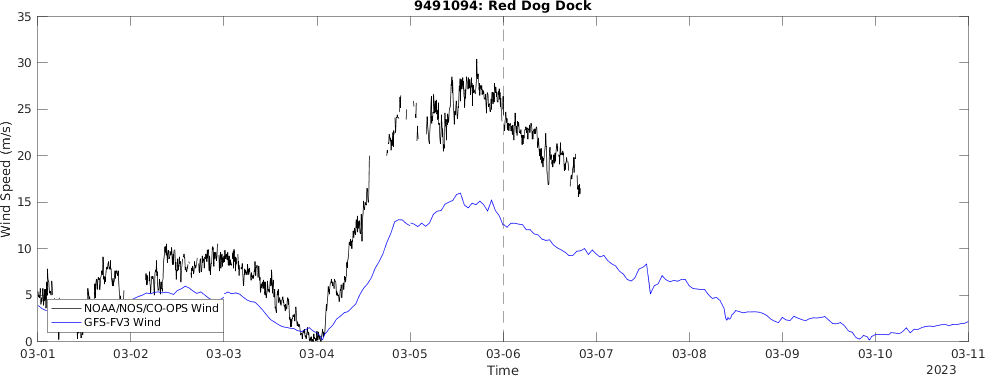 9491094: Red Dog Dock
35
30
25
20
15
10
5
0
Wind Speed (m/s)
NOAA/NOS/CO-OPS Wind
GFS-FV3 Wind
03-01 03-02 03-03 03-04 03-05 03-06 03-07 03-08 03-09 03-10 03-11
Time
2023